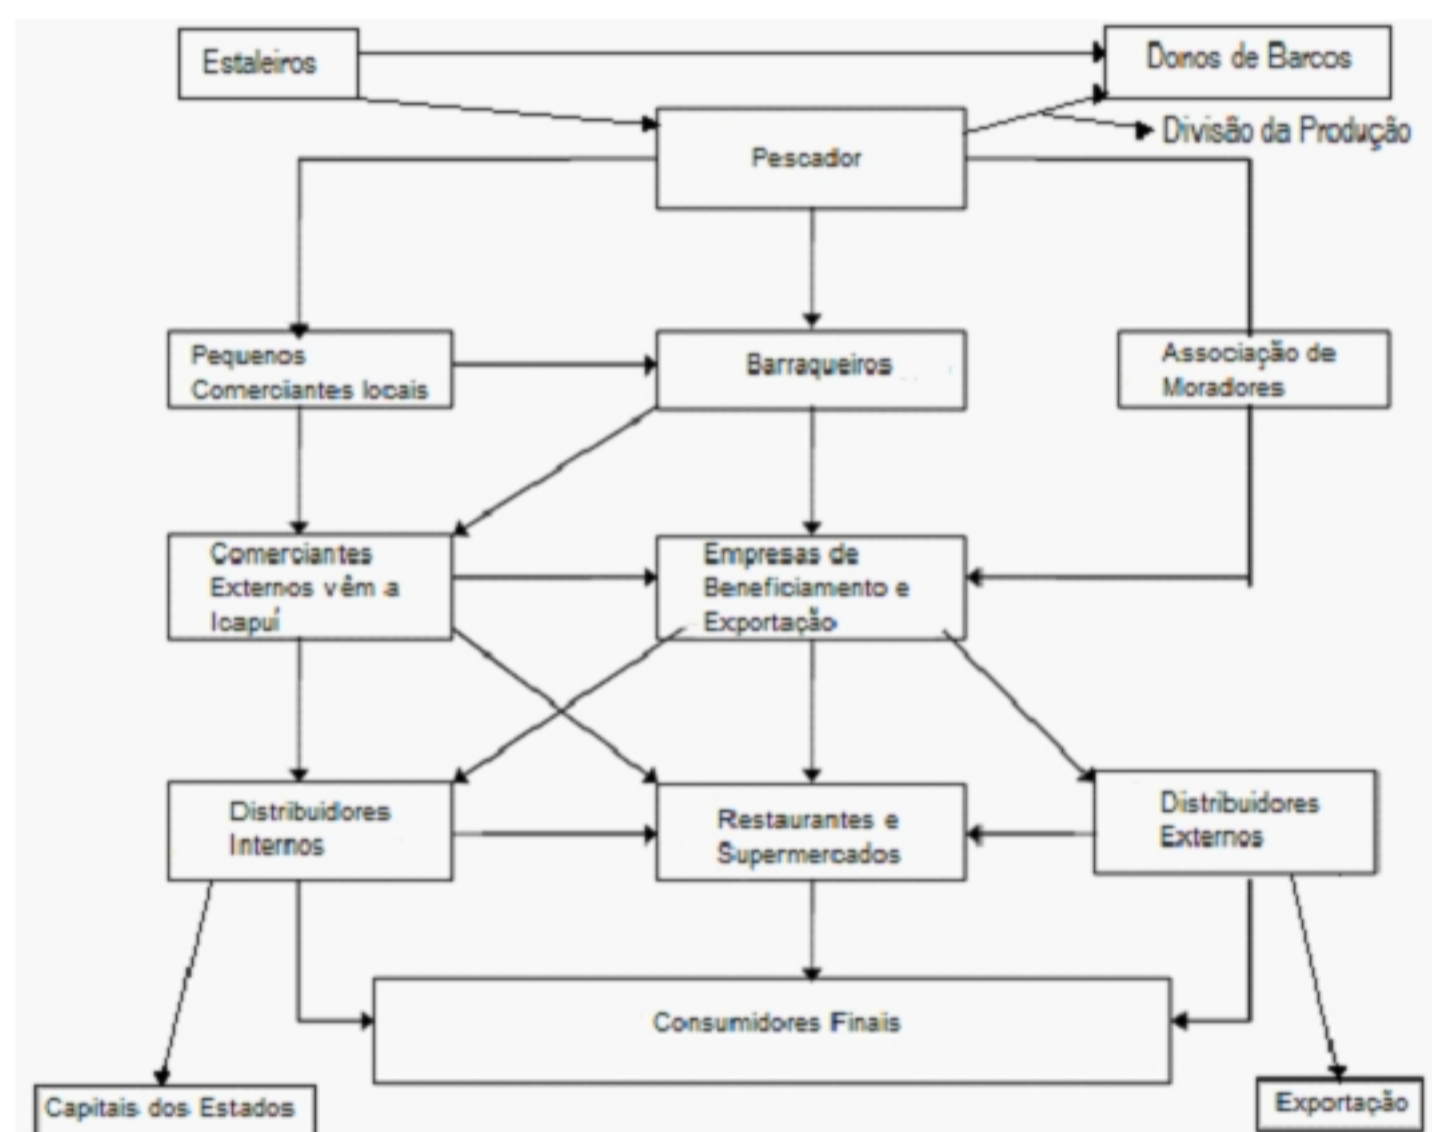 Estaleiros
Donos de Barcos
Divisão da Produção
Pescador
Pequenos
Comerciantes locais
Barraqueiros
Associação de
Moradores
Comerciantes
Externos vêm a
Icapuí
Empresas de
Beneficiamento e
Exportação
Distribuidores
Internos
Restaurantes e
Supermercados
Distribuidores
Externos
Consumidores Finais
Capitais dos Estados
Exportação